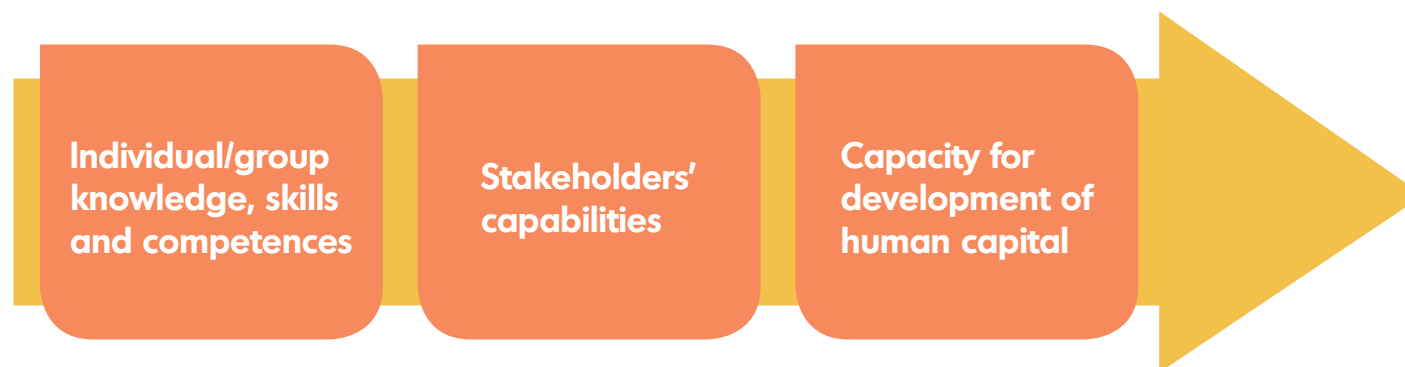 Individual/group
knowledge, skills
and competences
Stakeholders’
capabilities
Capacity for
development of
human capital